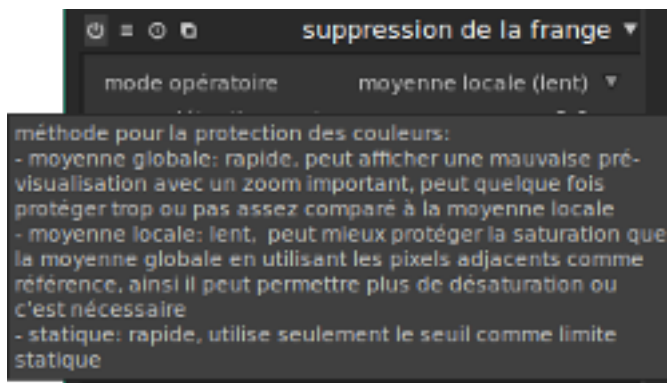 suppression de la frange
mode opératoire moyenne locale (lent)
méthode pour la protection des couleurs:
- moyenne globale: rapide, peut afficher une mauvaise pré-
visualisation avec un zoom important, peut quelque fois
protéger trop ou pas assez comparé à la moyenne locale
- moyenne locale: lent, peut mieux protéger la saturation que
la moyenne globale en utilisant les pixels adjacents comme
référence, ainsi il peut permettre plus de désaturation ou
c'est nécessaire
- statique: rapide, utilise seulement le seuil comme limite
statique